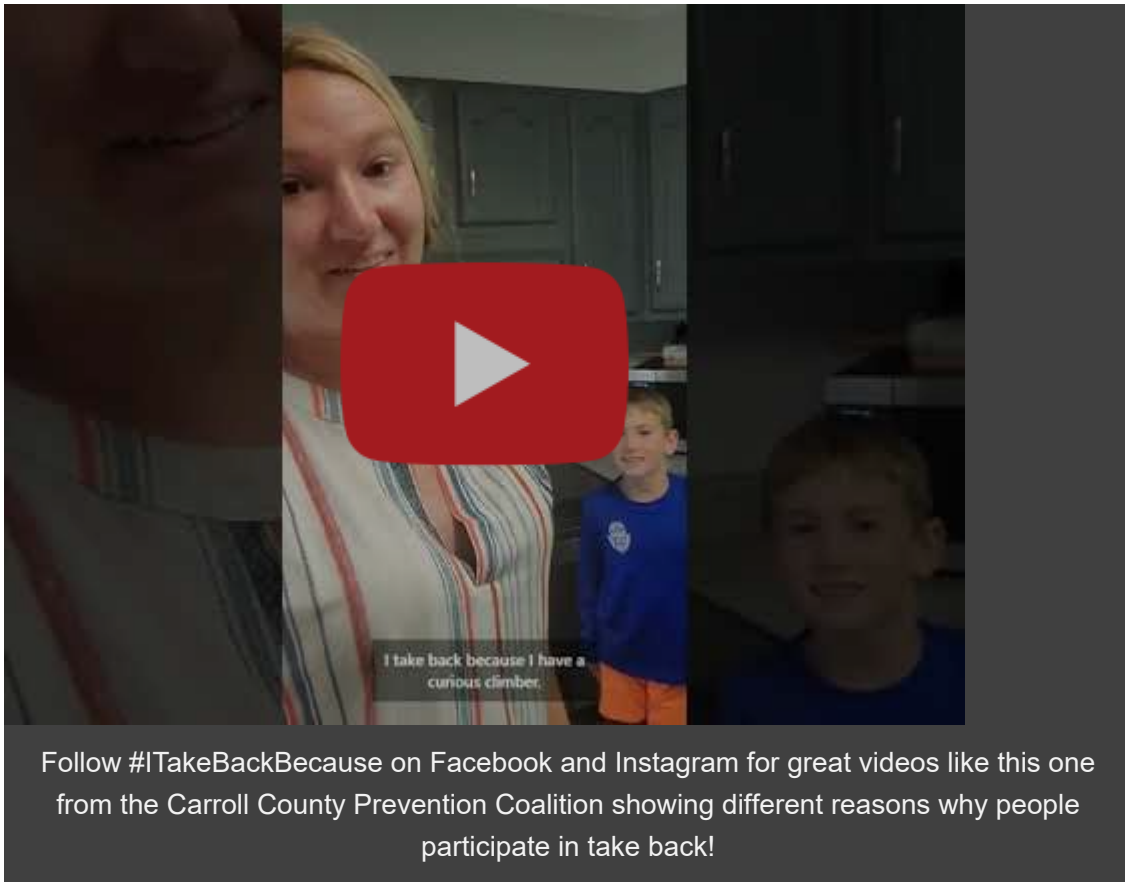 I take back because I have a
curious climber.
Follow #ITakeBackBecause on Facebook and Instagram for great videos like this one
from the Carroll County Prevention Coalition showing different reasons why people
participate in take back!